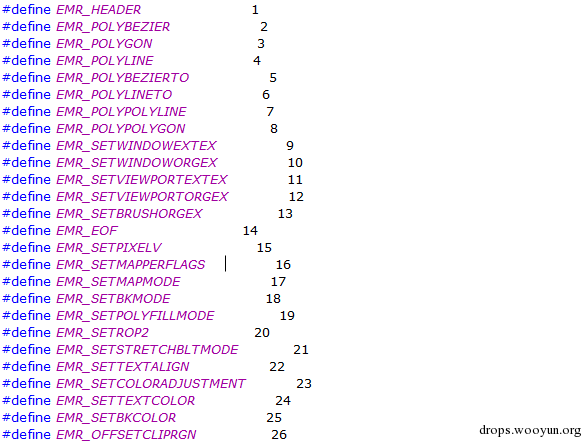 #define EMR_HEADER 1
#define EMR_POLYBEZIER 2
#define EMR_POLYGON 3
#define EMR_POLYLINE 4
#define EMR_POLYBEZIERTO 5
#define EMR_POLYLINETO 6
#define EMR_POLYPOLYLINE 7
#define EMR_POLYPOLYGON 8
#define EMR_SETWINDOWEXTEX 9
#define EMR_SETWINDOWORGEX 10
#define EMR_SETVIEWPORTEXTEX 11
#define EMR_SETVIEWPORTORGEX 12
#define EMR_SETBRUSHORGEX 13
#define EMR_EOF 14
#define EMR_SETPIXELV 15
#define EMR_SETMAPPERFLAGS 16
#define EMR_SETMAPMODE 17
#define EMR_SETBKMODE 18
#define EMR_SETPOLYFILLMODE 19
#define EMR_SETROP2 20
#define EMR_SETSTRETCHBLTMODE 21
#define EMR_SETTEXTALIGN 22
#define EMR_SETCOLORADJUSTMENT 23
#define EMR_SETTEXTCOLOR 24
#define EMR_SETBKCOLOR 25
#define EMR_OFFSETCLIPRGN 26
drops.wooyun.org